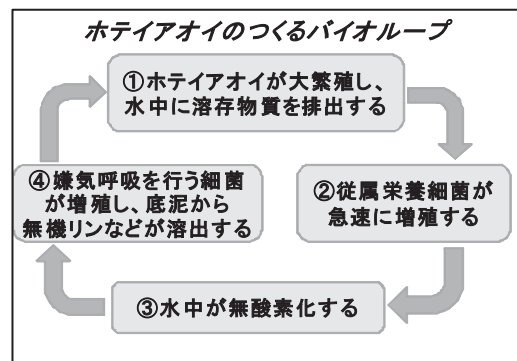 ホテイアオイのつくるバイオループ
①ホテイアオイが大繁殖し、
水中に溶存物質を排出する
②従属栄養細菌が
急速に増殖する
③水中が無酸素化する
④嫌気呼吸を行う細菌
が増殖し、底泥から
無機リンなどが溶出する